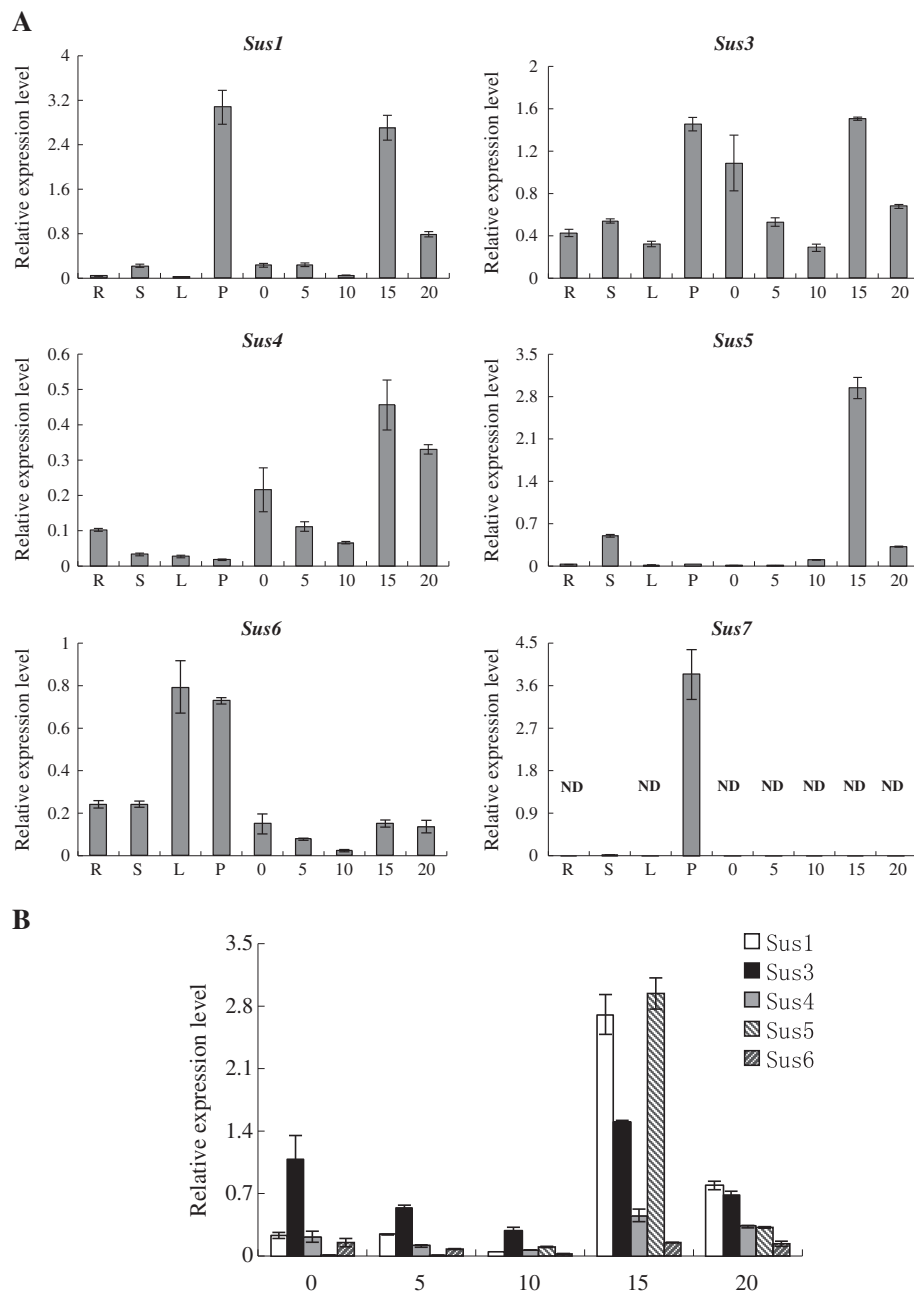 A
Sus1
Relative expression level
4
3.2
2.4
1.6
0.8
0
R S L P 0 5 10 15 20
Sus3
Relative expression level
2
1.6
1.2
0.8
0.4
0
R S L P 0 5 10 15 20
Sus4
Relative expression level
0.6
0.5
0.4
0.3
0.2
0.1
0
R S L P 0 5 10 15 20
Sus5
Relative expression level
3.5
2.8
2.1
1.4
0.7
0
R S L P 0 5 10 15 20
Sus6
Relative expression level
1
0.8
0.6
0.4
0.2
0
R S L P 0 5 10 15 20
Sus7
Relative expression level
4.5
3.6
2.7
1.8
0.9
0
ND ND ND ND ND ND ND
R S L P 0 5 10 15 20
B
Relative expression level
3.5
2.8
2.1
1.4
0.7
0
0 5 10 15 20
Sus1
Sus3
Sus4
Sus5
Sus6